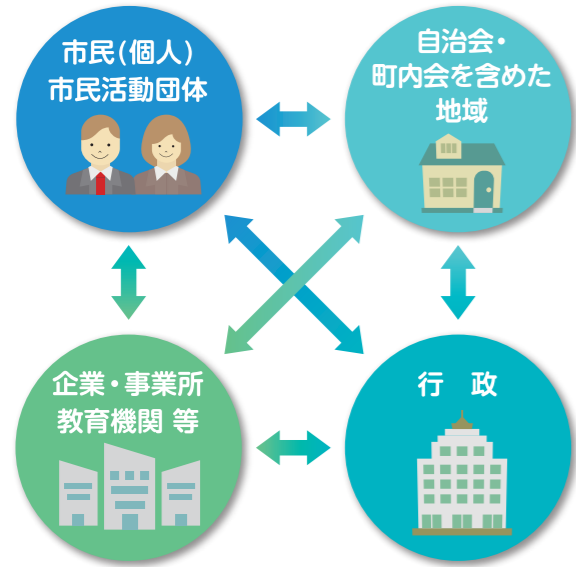 市民(個人)
市民活動団体
自治会・
町内会を含めた
地域
企業・事業所
教育機関 等
行　政